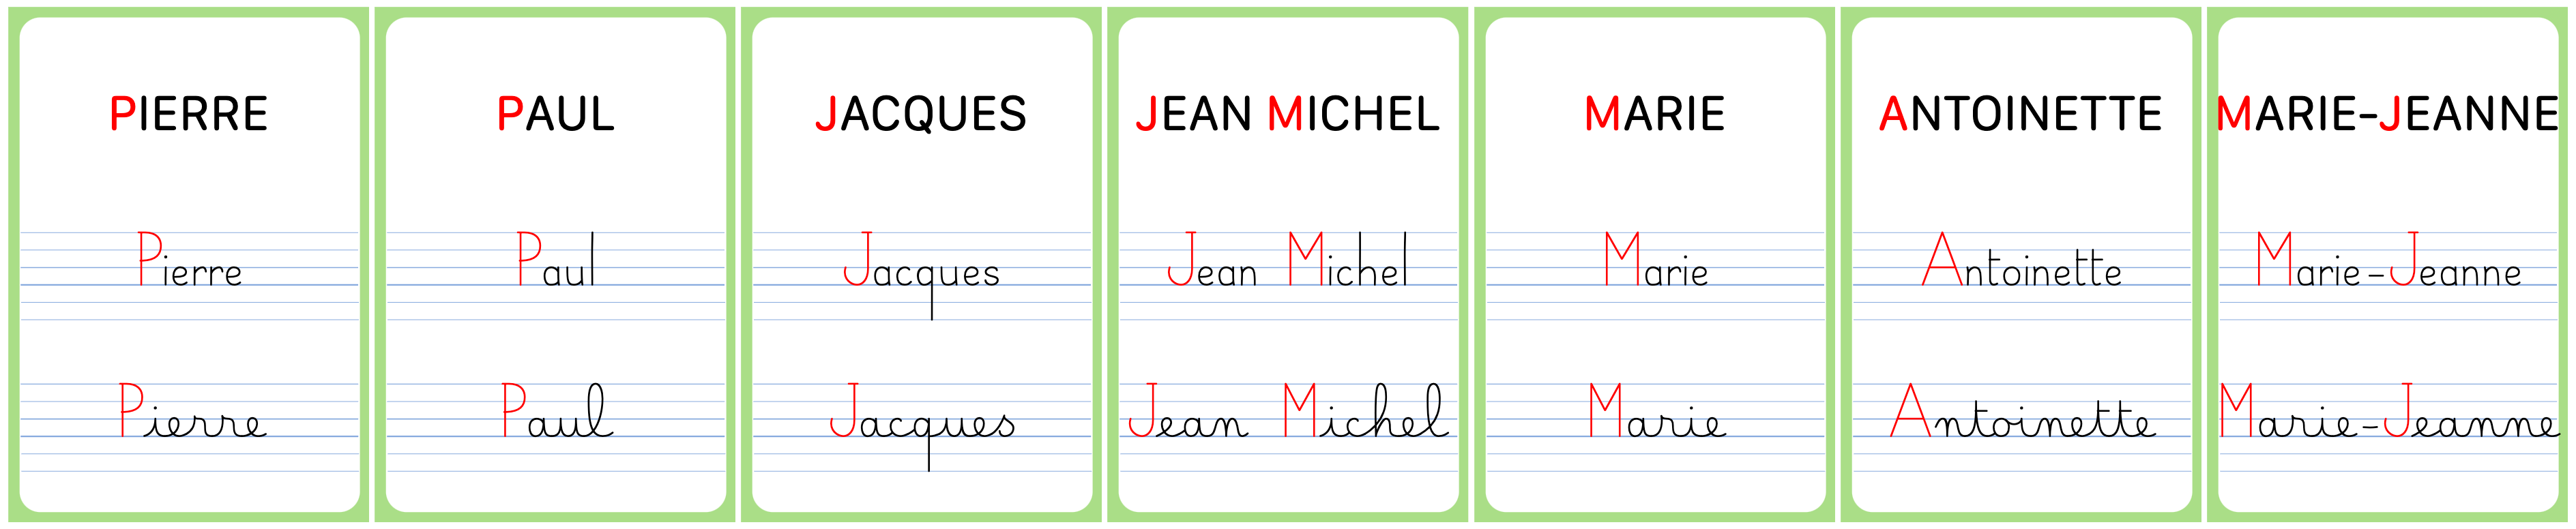 PIERRE
Pierre
Pierre
PAUL
Paul
Paul
JACQUES
Jacques
Jacques
JEAN MICHEL
Jean Michel
Jean Michel
MARIE
Marie
Marie
ANTOINETTE
Antoinette
Antoinette
MARIE-JEANNE
Marie-Jeanne
Marie-Jeanne